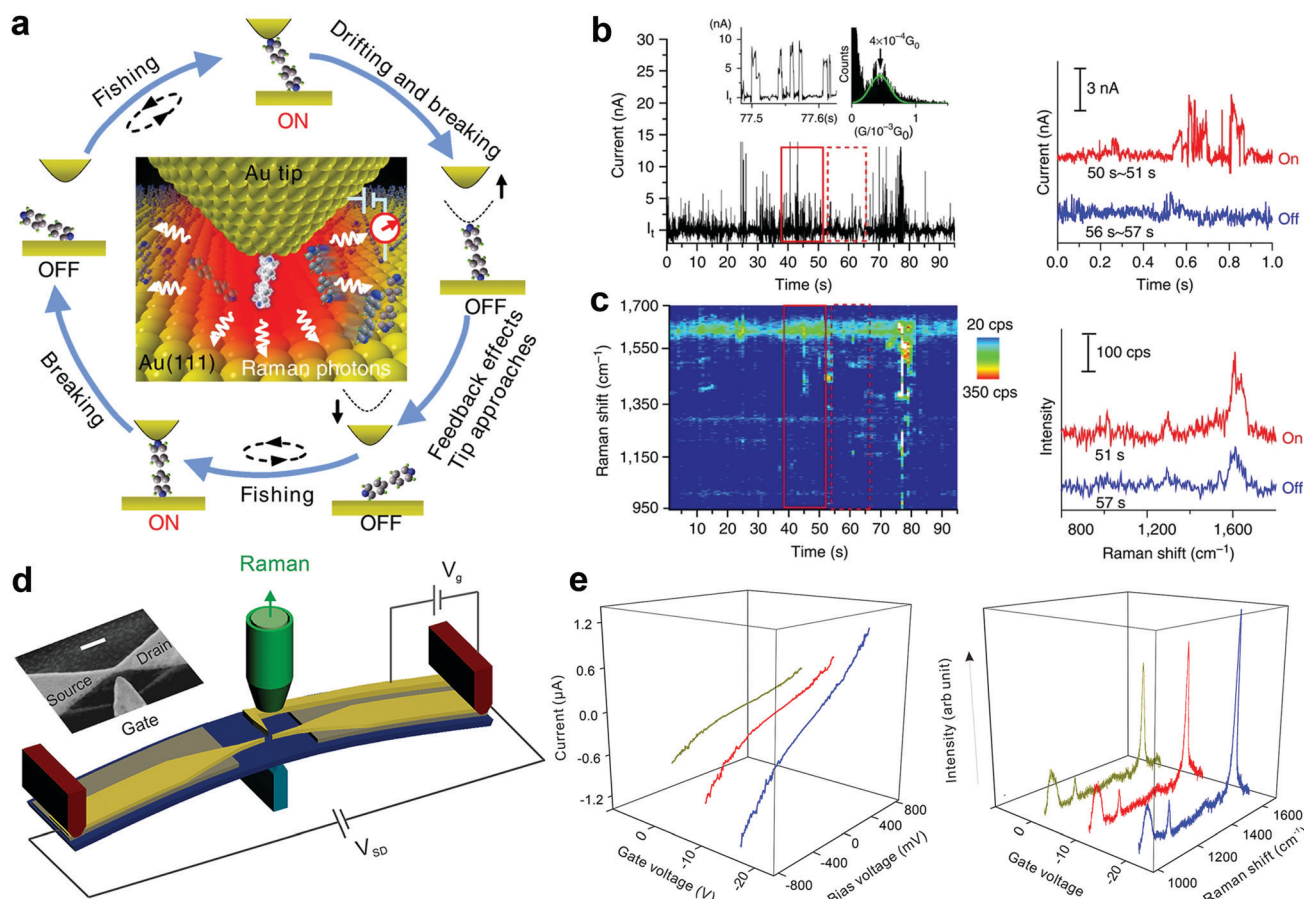 a
Fishing
Drifting and breaking
ON
Au tip
OFF
OFF
Au(111)
Raman photons
Breaking
Feedback effects
Tip approaches
ON
Fishing
OFF
b
Current (nA)
30
25
20
15
10
5
It
0 10 20 30 40 50 60 70 80 90
Time (s)
(nA)
10
5
It
77.5 77.6(s)
Counts
4×10⁻⁴G₀
0 1
(G/10⁻³G₀)
Current (nA)
3 nA
On
50 s~51 s
Off
56 s~57 s
0.0 0.2 0.4 0.6 0.8 1.0
Time (s)
c
Raman shift (cm⁻¹)
1,700
1,550
1,350
1,150
950
10 20 30 40 50 60 70 80 90
Time (s)
20 cps
350 cps
Intensity
100 cps
On
51 s
Off
57 s
800 1,200 1,600
Raman shift (cm⁻¹)
d
Raman
Vg
Source
Drain
Gate
VSD
e
Current (μA)
1.2
0.6
0.0
-0.6
-1.2
0
-10
-20
Gate voltage (V)
-800
-400
0
400
800
Bias voltage (mV)
Intensity (arb unit)
0
-10
-20
Gate voltage
1000
1200
1400
1600
Raman shift (cm⁻¹)